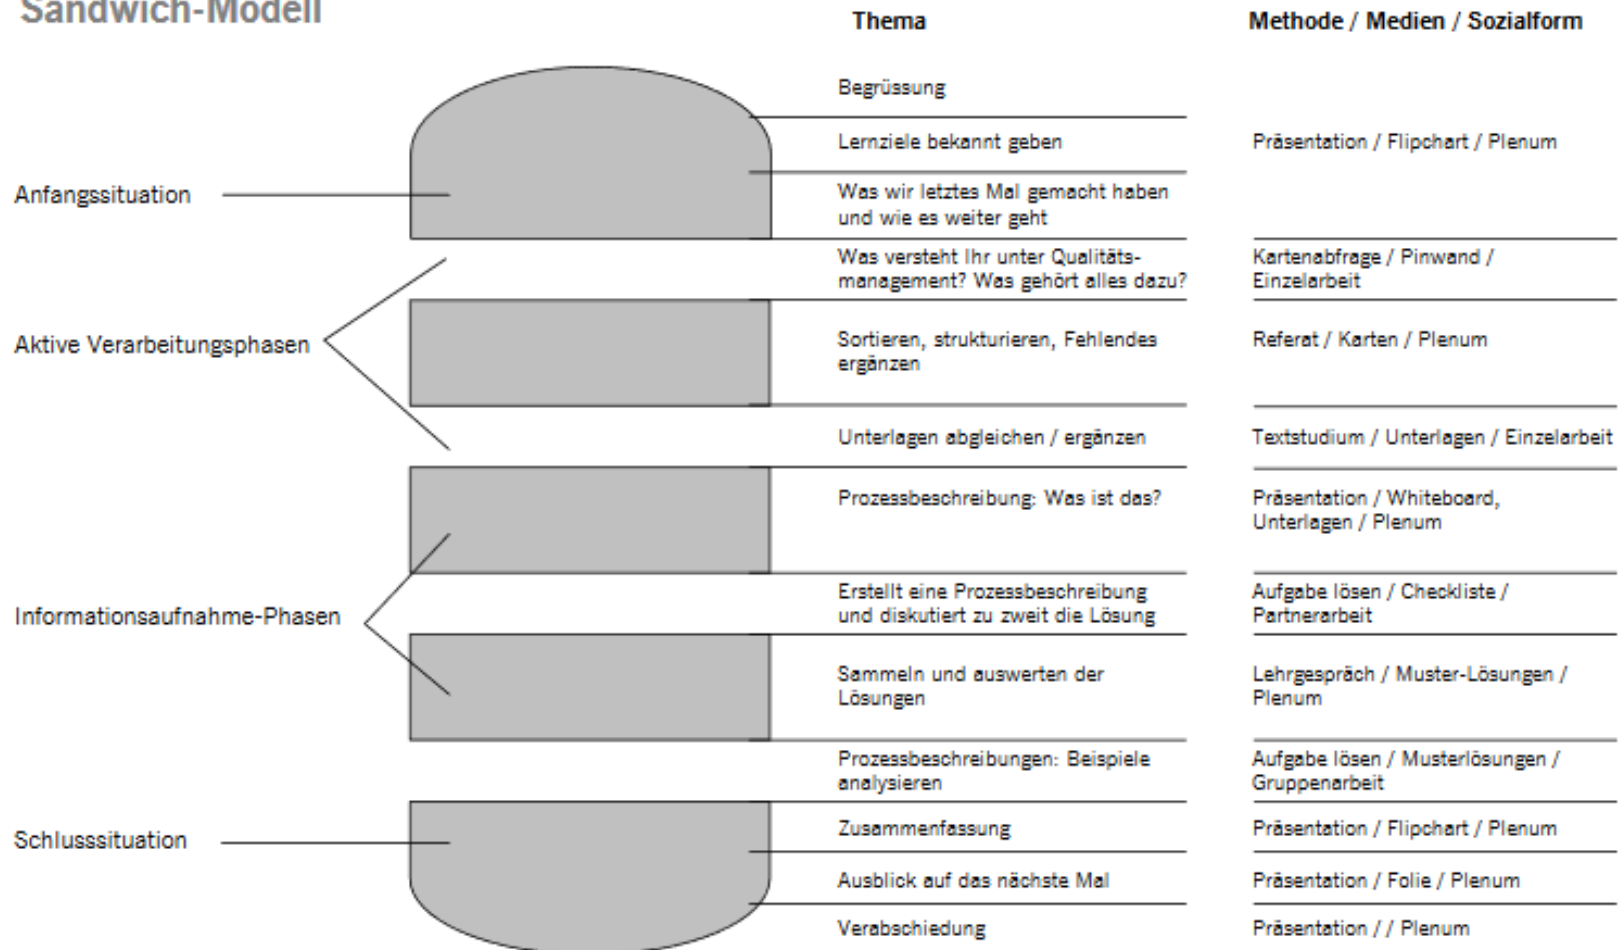 Sandwich-Modell
Thema
Methode / Medien / Sozialform
Begrüssung
Lernziele bekannt geben
Präsentation / Flipchart / Plenum
Anfangssituation
Was wir letztes Mal gemacht haben
und wie es weiter geht
Was versteht Ihr unter Qualitäts-
management? Was gehört alles dazu?
Kartenabfrage / Pinwand /
Einzelarbeit
Aktive Verarbeitungsphasen
Sortieren, strukturieren, Fehlendes
ergänzen
Referat / Karten / Plenum
Unterlagen abgleichen / ergänzen
Textstudium / Unterlagen / Einzelarbeit
Prozessbeschreibung: Was ist das?
Präsentation / Whiteboard,
Unterlagen / Plenum
Informationsaufnahme-Phasen
Erstellt eine Prozessbeschreibung
und diskutiert zu zweit die Lösung
Aufgabe lösen / Checkliste /
Partnerarbeit
Sammeln und auswerten der
Lösungen
Lehrgespräch / Muster-Lösungen /
Plenum
Prozessbeschreibungen: Beispiele
analysieren
Aufgabe lösen / Musterlösungen /
Gruppenarbeit
Schlusssituation
Zusammenfassung
Präsentation / Flipchart / Plenum
Ausblick auf das nächste Mal
Präsentation / Folie / Plenum
Verabschiedung
Präsentation / / Plenum